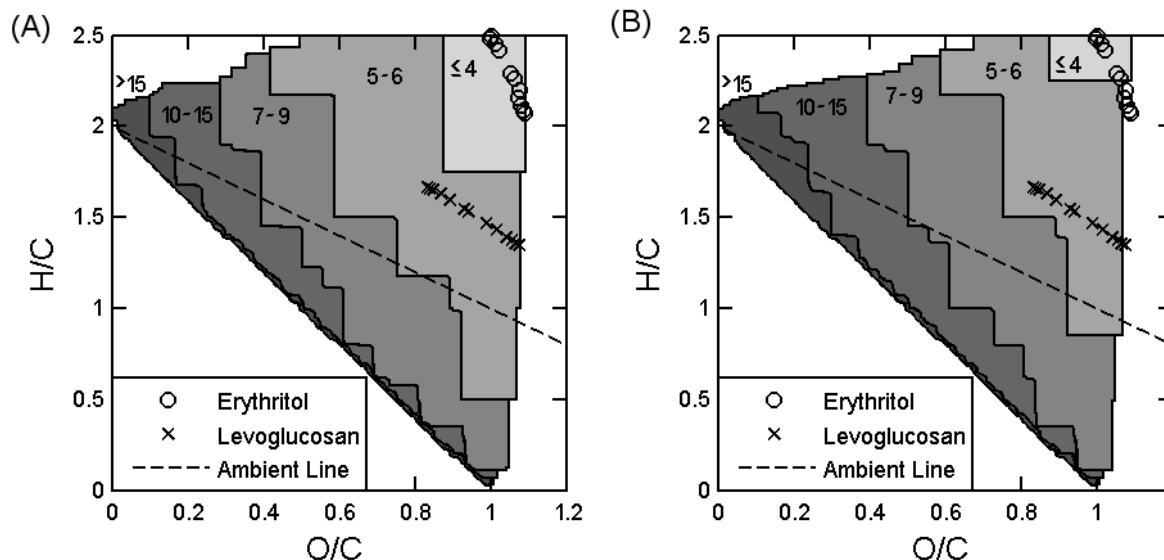 (A)
2.5
2
1.5
1
0.5
0
H/C
>15
10-15
7-9
5-6
≤4
Erythritol
Levoglucosan
Ambient Line
0 0.2 0.4 0.6 0.8 1 1.2
O/C
(B)
2.5
2
1.5
1
0.5
0
H/C
>15
10-15
7-9
5-6
≤4
Erythritol
Levoglucosan
Ambient Line
0 0.2 0.4 0.6 0.8 1
O/C